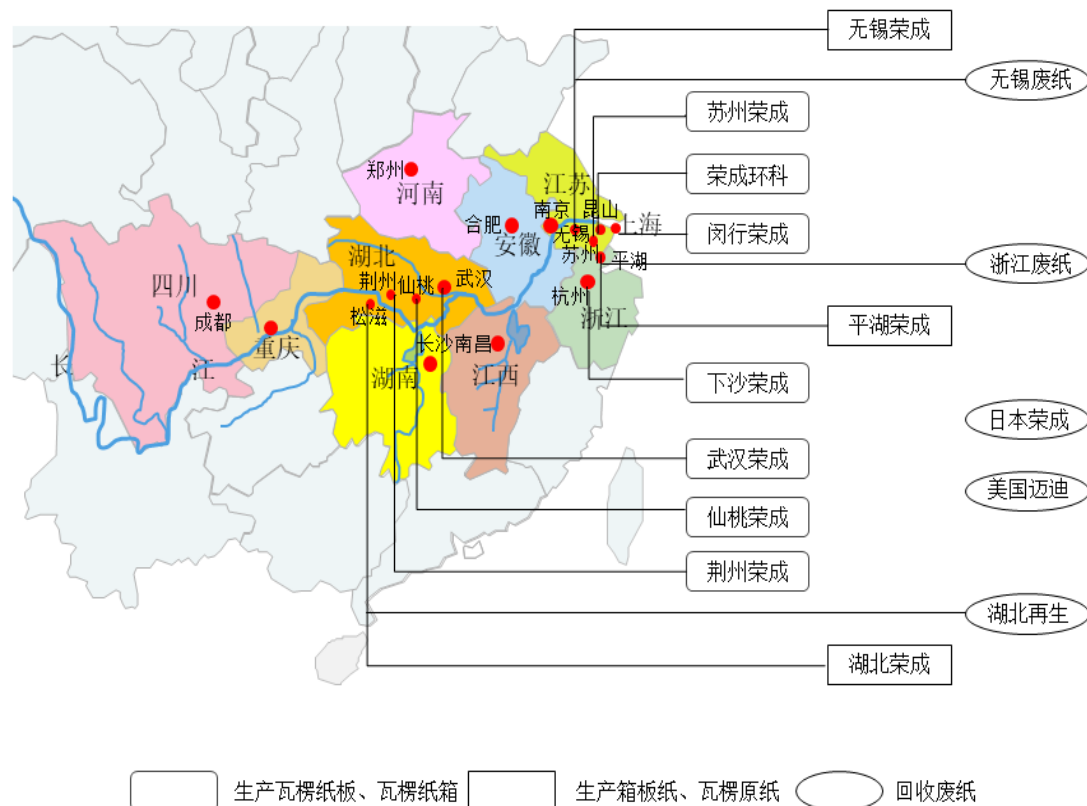 无锡荣成
无锡废纸
苏州荣成
荣成环科
闵行荣成
浙江废纸
平湖荣成
下沙荣成
日本荣成
武汉荣成
美国迈迪
仙桃荣成
荆州荣成
湖北再生
湖北荣成
郑州
河南
江苏
合肥
南京
昆山
上海
安徽
无锡
苏州
平湖
湖北
荆州
仙桃
武汉
杭州
四川
松滋
浙江
成都
重庆
长沙
南昌
长
江
湖南
江西
生产瓦楞纸板、瓦楞纸箱
生产箱板纸、瓦楞原纸
回收废纸